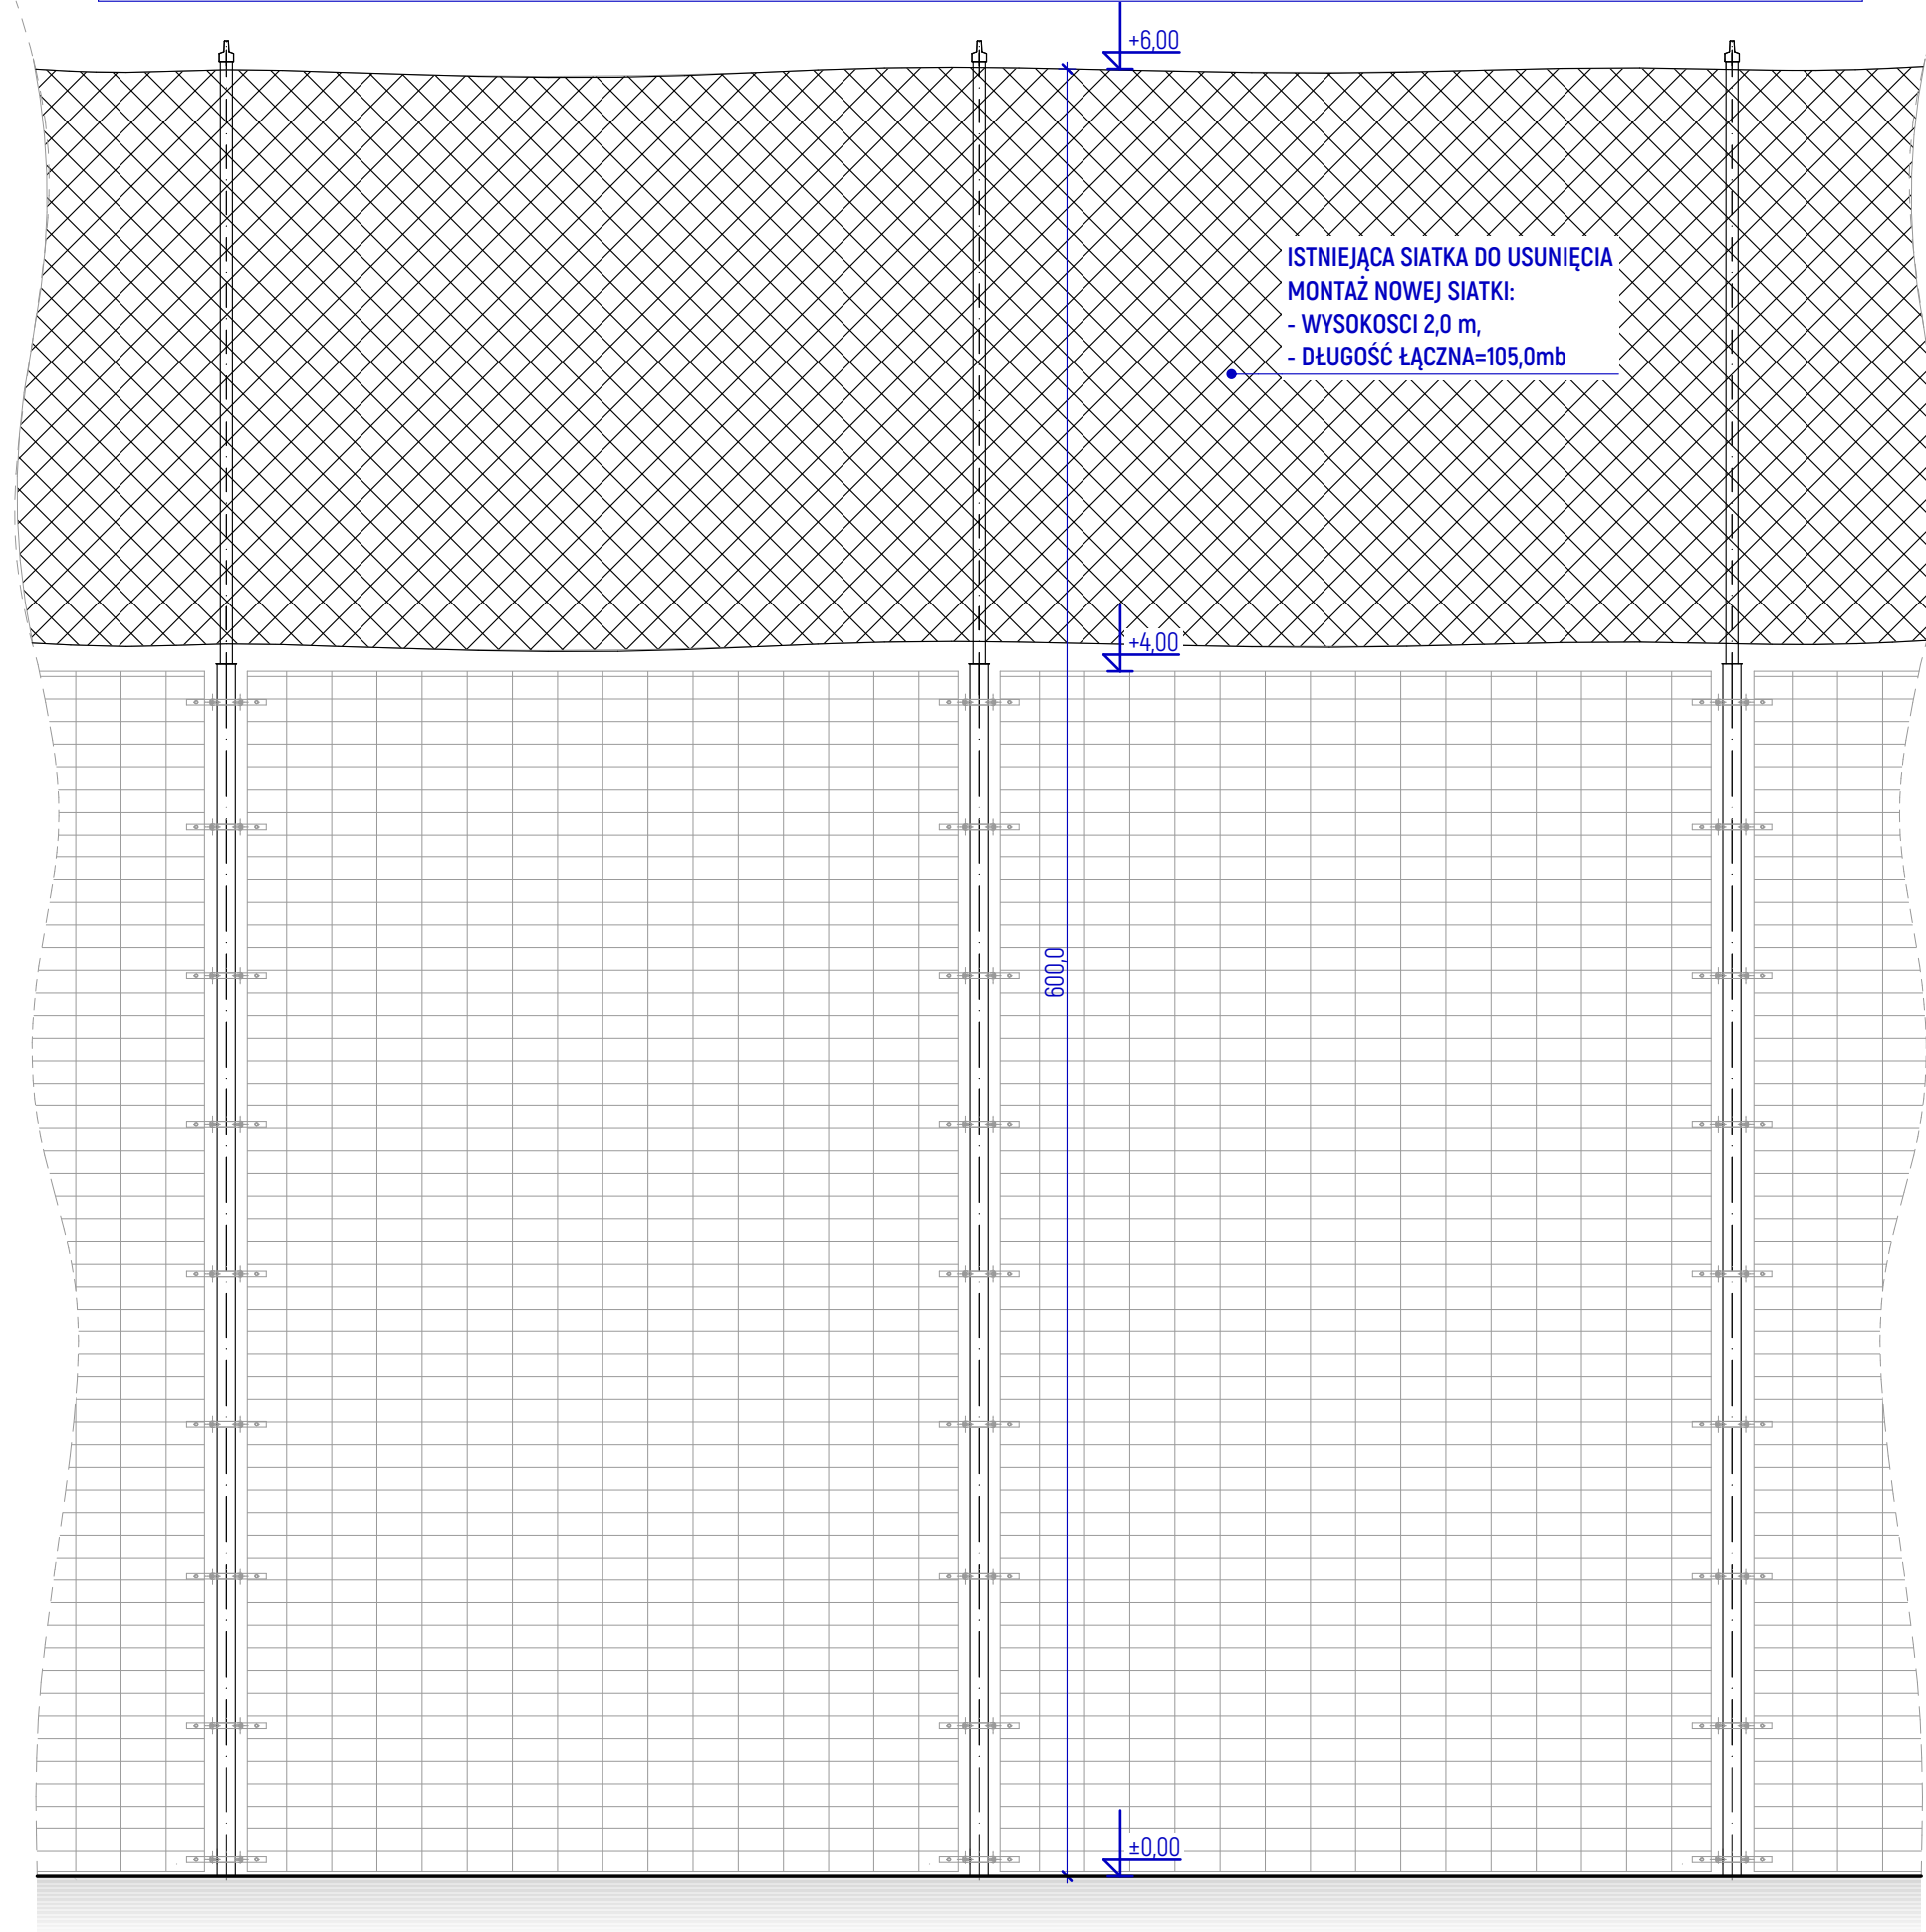 +6,00
ISTNIEJĄCA SIATKA DO USUNIĘCIA
MONTAŻ NOWEJ SIATKI:
- WYSOKOSCI 2,0 m,
- DŁUGOŚĆ ŁĄCZNA=105,0mb
+4,00
600,0
±0,00